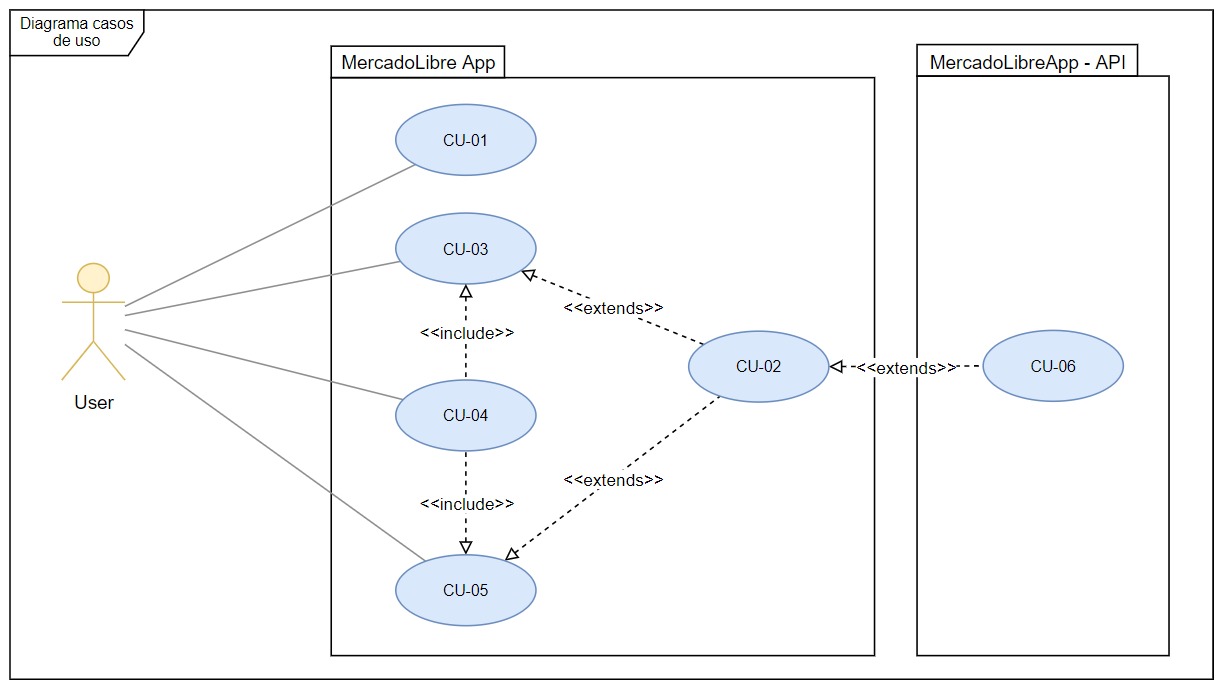 Diagrama casos
de uso
MercadoLibre App
MercadoLibreApp - API
CU-01
CU-03
<<extends>>
<<include>>
CU-02
<<extends>>
CU-06
User
CU-04
<<extends>>
<<include>>
CU-05